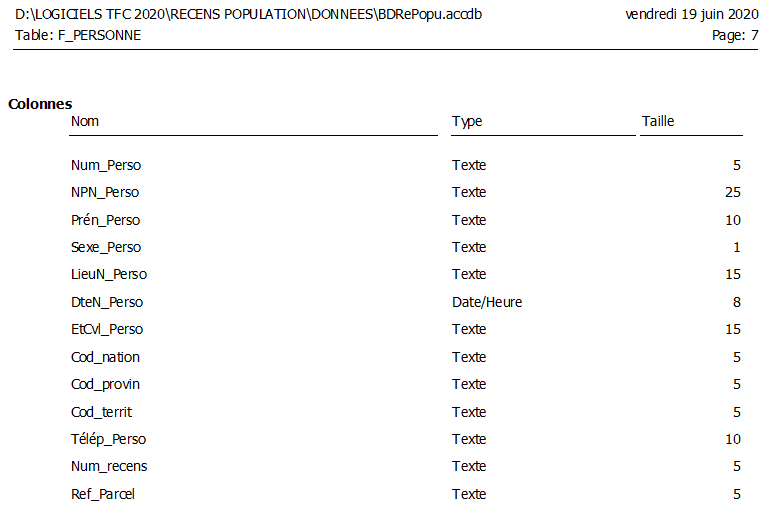 D:\LOGICIELS TFC 2020\RECENS POPULATION\DONNEES\BDRePopu.accdb vendredi 19 juin 2020
Table: F_PERSONNE Page: 7
Colonnes
Nom Type Taille
Num_Perso Texte 5
NPN_Perso Texte 25
Prén_Perso Texte 10
Sexe_Perso Texte 1
LieuN_Perso Texte 15
DteN_Perso Date/Heure 8
EtCvl_Perso Texte 15
Cod_nation Texte 5
Cod_provin Texte 5
Cod_territ Texte 5
Télép_Perso Texte 10
Num_recens Texte 5
Ref_Parcel Texte 5